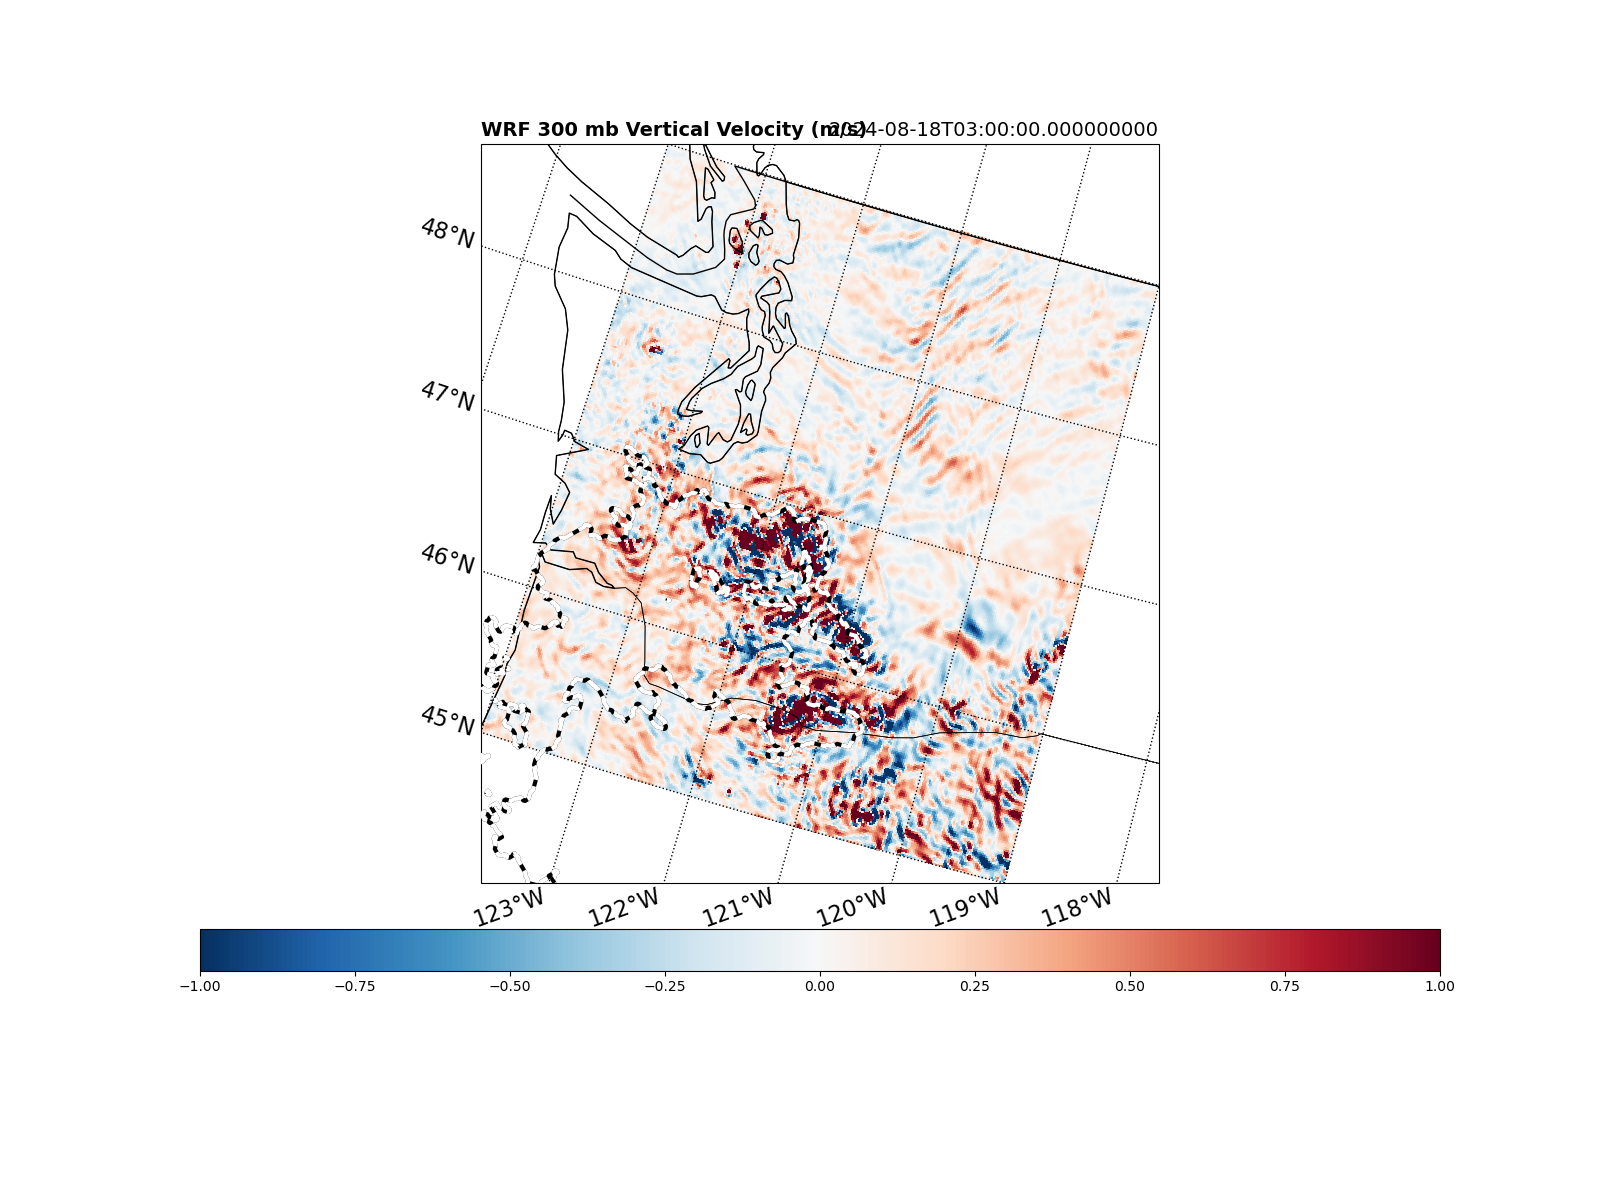 WRF 300 mb Vertical Velocity (m/s) 2024-08-18T03:00:00.000000000
48°N
47°N
46°N
45°N
123°W 122°W 121°W 120°W 119°W 118°W
−1.00 −0.75 −0.50 −0.25 0.00 0.25 0.50 0.75 1.00